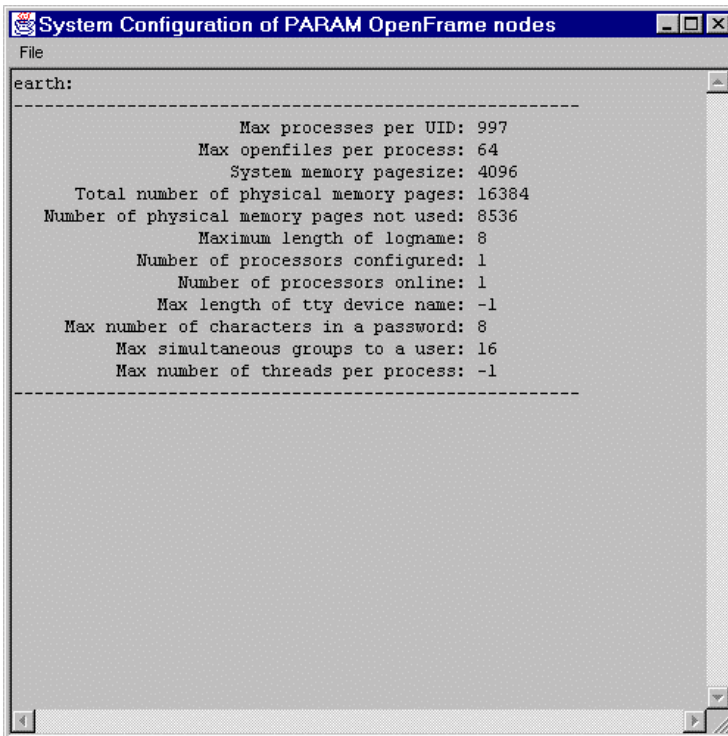 System Configuration of PARAM OpenFrame nodes
File
earth:
-------------------------------------------------------
Max processes per UID: 997
Max openfiles per process: 64
System memory pagesize: 4096
Total number of physical memory pages: 16384
Number of physical memory pages not used: 8536
Maximum length of logname: 8
Number of processors configured: 1
Number of processors online: 1
Max length of tty device name: -1
Max number of characters in a password: 8
Max simultaneous groups to a user: 16
Max number of threads per process: -1
-------------------------------------------------------